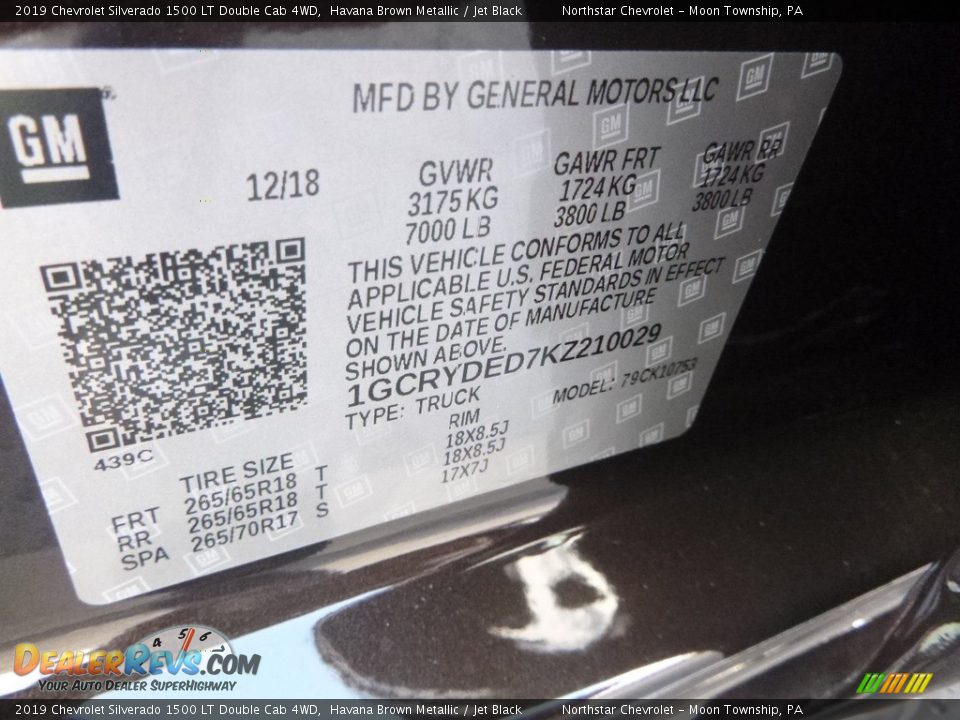 2019 Chevrolet Silverado 1500 LT Double Cab 4WD, Havana Brown Metallic / Jet Black Northstar Chevrolet - Moon Township, PA
GM
MFD BY GENERAL MOTORS LLC
12/18
GVWR GAWR FRT GAWR RR
3175 KG 1724 KG 1724 KG
7000 LB 3800 LB 3800 LB
THIS VEHICLE CONFORMS TO ALL
APPLICABLE U.S. FEDERAL MOTOR
VEHICLE SAFETY STANDARDS IN EFFECT
ON THE DATE OF MANUFACTURE
SHOWN ABOVE.
1GCRYDED7KZ210029
TYPE: TRUCK MODEL: 79CK10753
439C
TIRE SIZE RIM
FRT 265/65R18 T 18X8.5J
RR 265/65R18 T 18X8.5J
SPA 265/70R17 S 17X7J
4 5 6
DEALERREVS.COM
YOUR AUTO DEALER SUPERHIGHWAY
2019 Chevrolet Silverado 1500 LT Double Cab 4WD, Havana Brown Metallic / Jet Black Northstar Chevrolet - Moon Township, PA